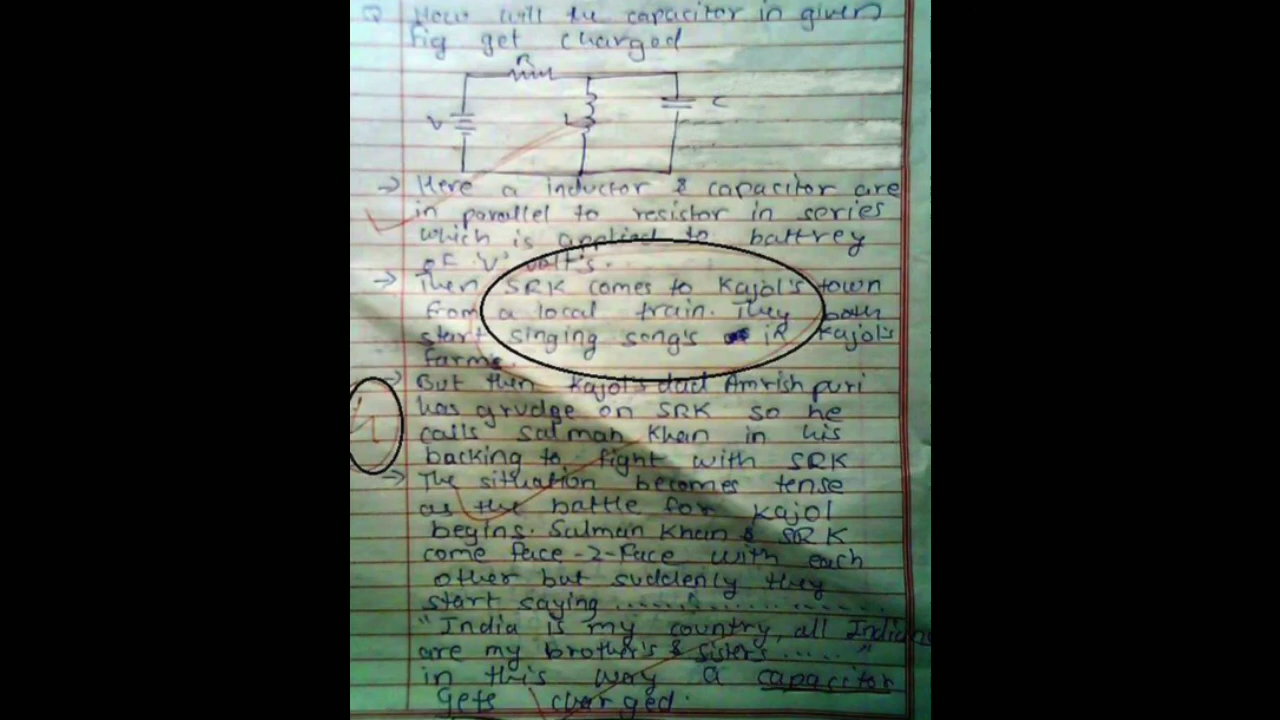 Q How will the capacitor in given
fig get charged
R
V
L
C
→ Here a inductor & capacitor are
in parallel to resistor in series
which is applied to battrey
of 'V' volt's.
→ Then SRK comes to Kajol's town
from a local train. They both
start singing song's in Kajol's
farms.
→ But then Kajol's dad Amrish puri
has grudge on SRK so he
calls Salman Khan in his
backing to fight with SRK
→ The situation becomes tense
as the battle for Kajol
begins. Salman Khan & SRK
come face-2-face with each
other but suddenly they
start saying ..................
"India is my country, all Indians
are my brother's & sisters ......"
in this way a capacitor
Gets charged.